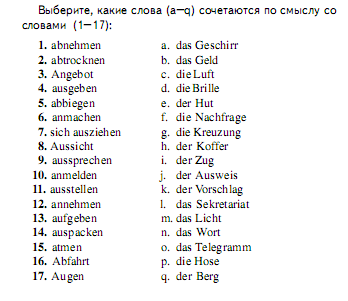 Выберите, какие слова (a—q) сочетаются по смыслу со
словами (1—17):
1. abnehmen a. das Geschirr
2. abtrocknen b. das Geld
3. Angebot c. die Luft
4. ausgeben d. die Brille
5. abbiegen e. der Hut
6. anmachen f. die Nachfrage
7. sich ausziehen g. die Kreuzung
8. Aussicht h. der Koffer
9. aussprechen i. der Zug
10. anmelden j. der Ausweis
11. ausstellen k. der Vorschlag
12. annehmen l. das Sekretariat
13. aufgeben m. das Licht
14. auspacken n. das Wort
15. atmen o. das Telegramm
16. Abfahrt p. die Hose
17. Augen q. der Berg